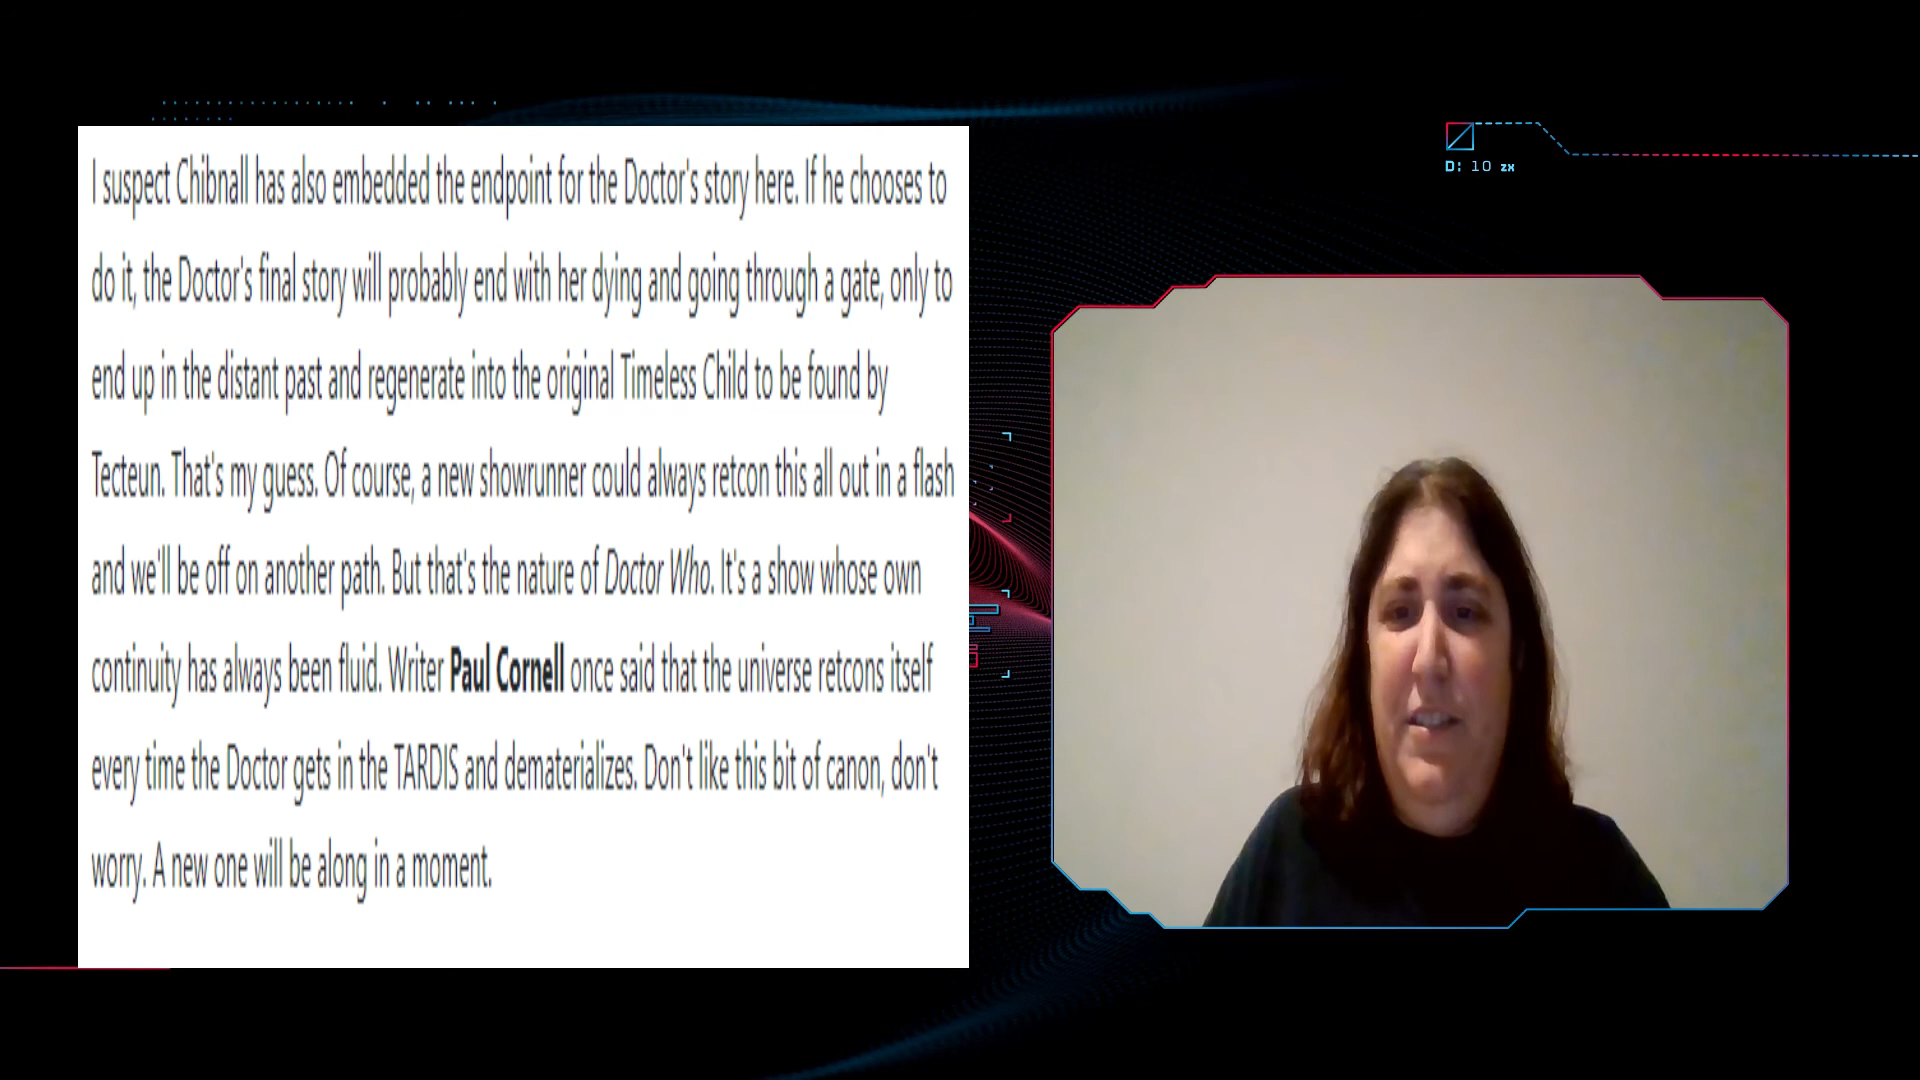 I suspect Chibnall has also embedded the endpoint for the Doctor's story here. If he chooses to
do it, the Doctor's final story will probably end with her dying and going through a gate, only to
end up in the distant past and regenerate into the original Timeless Child to be found by
Tecteun. That's my guess. Of course, a new showrunner could always retcon this all out in a flash
and we'll be off on another path. But that's the nature of Doctor Who. It's a show whose own
continuity has always been fluid. Writer Paul Cornell once said that the universe retcons itself
every time the Doctor gets in the TARDIS and dematerializes. Don't like this bit of canon, don't
worry. A new one will be along in a moment.
D: 10 zx